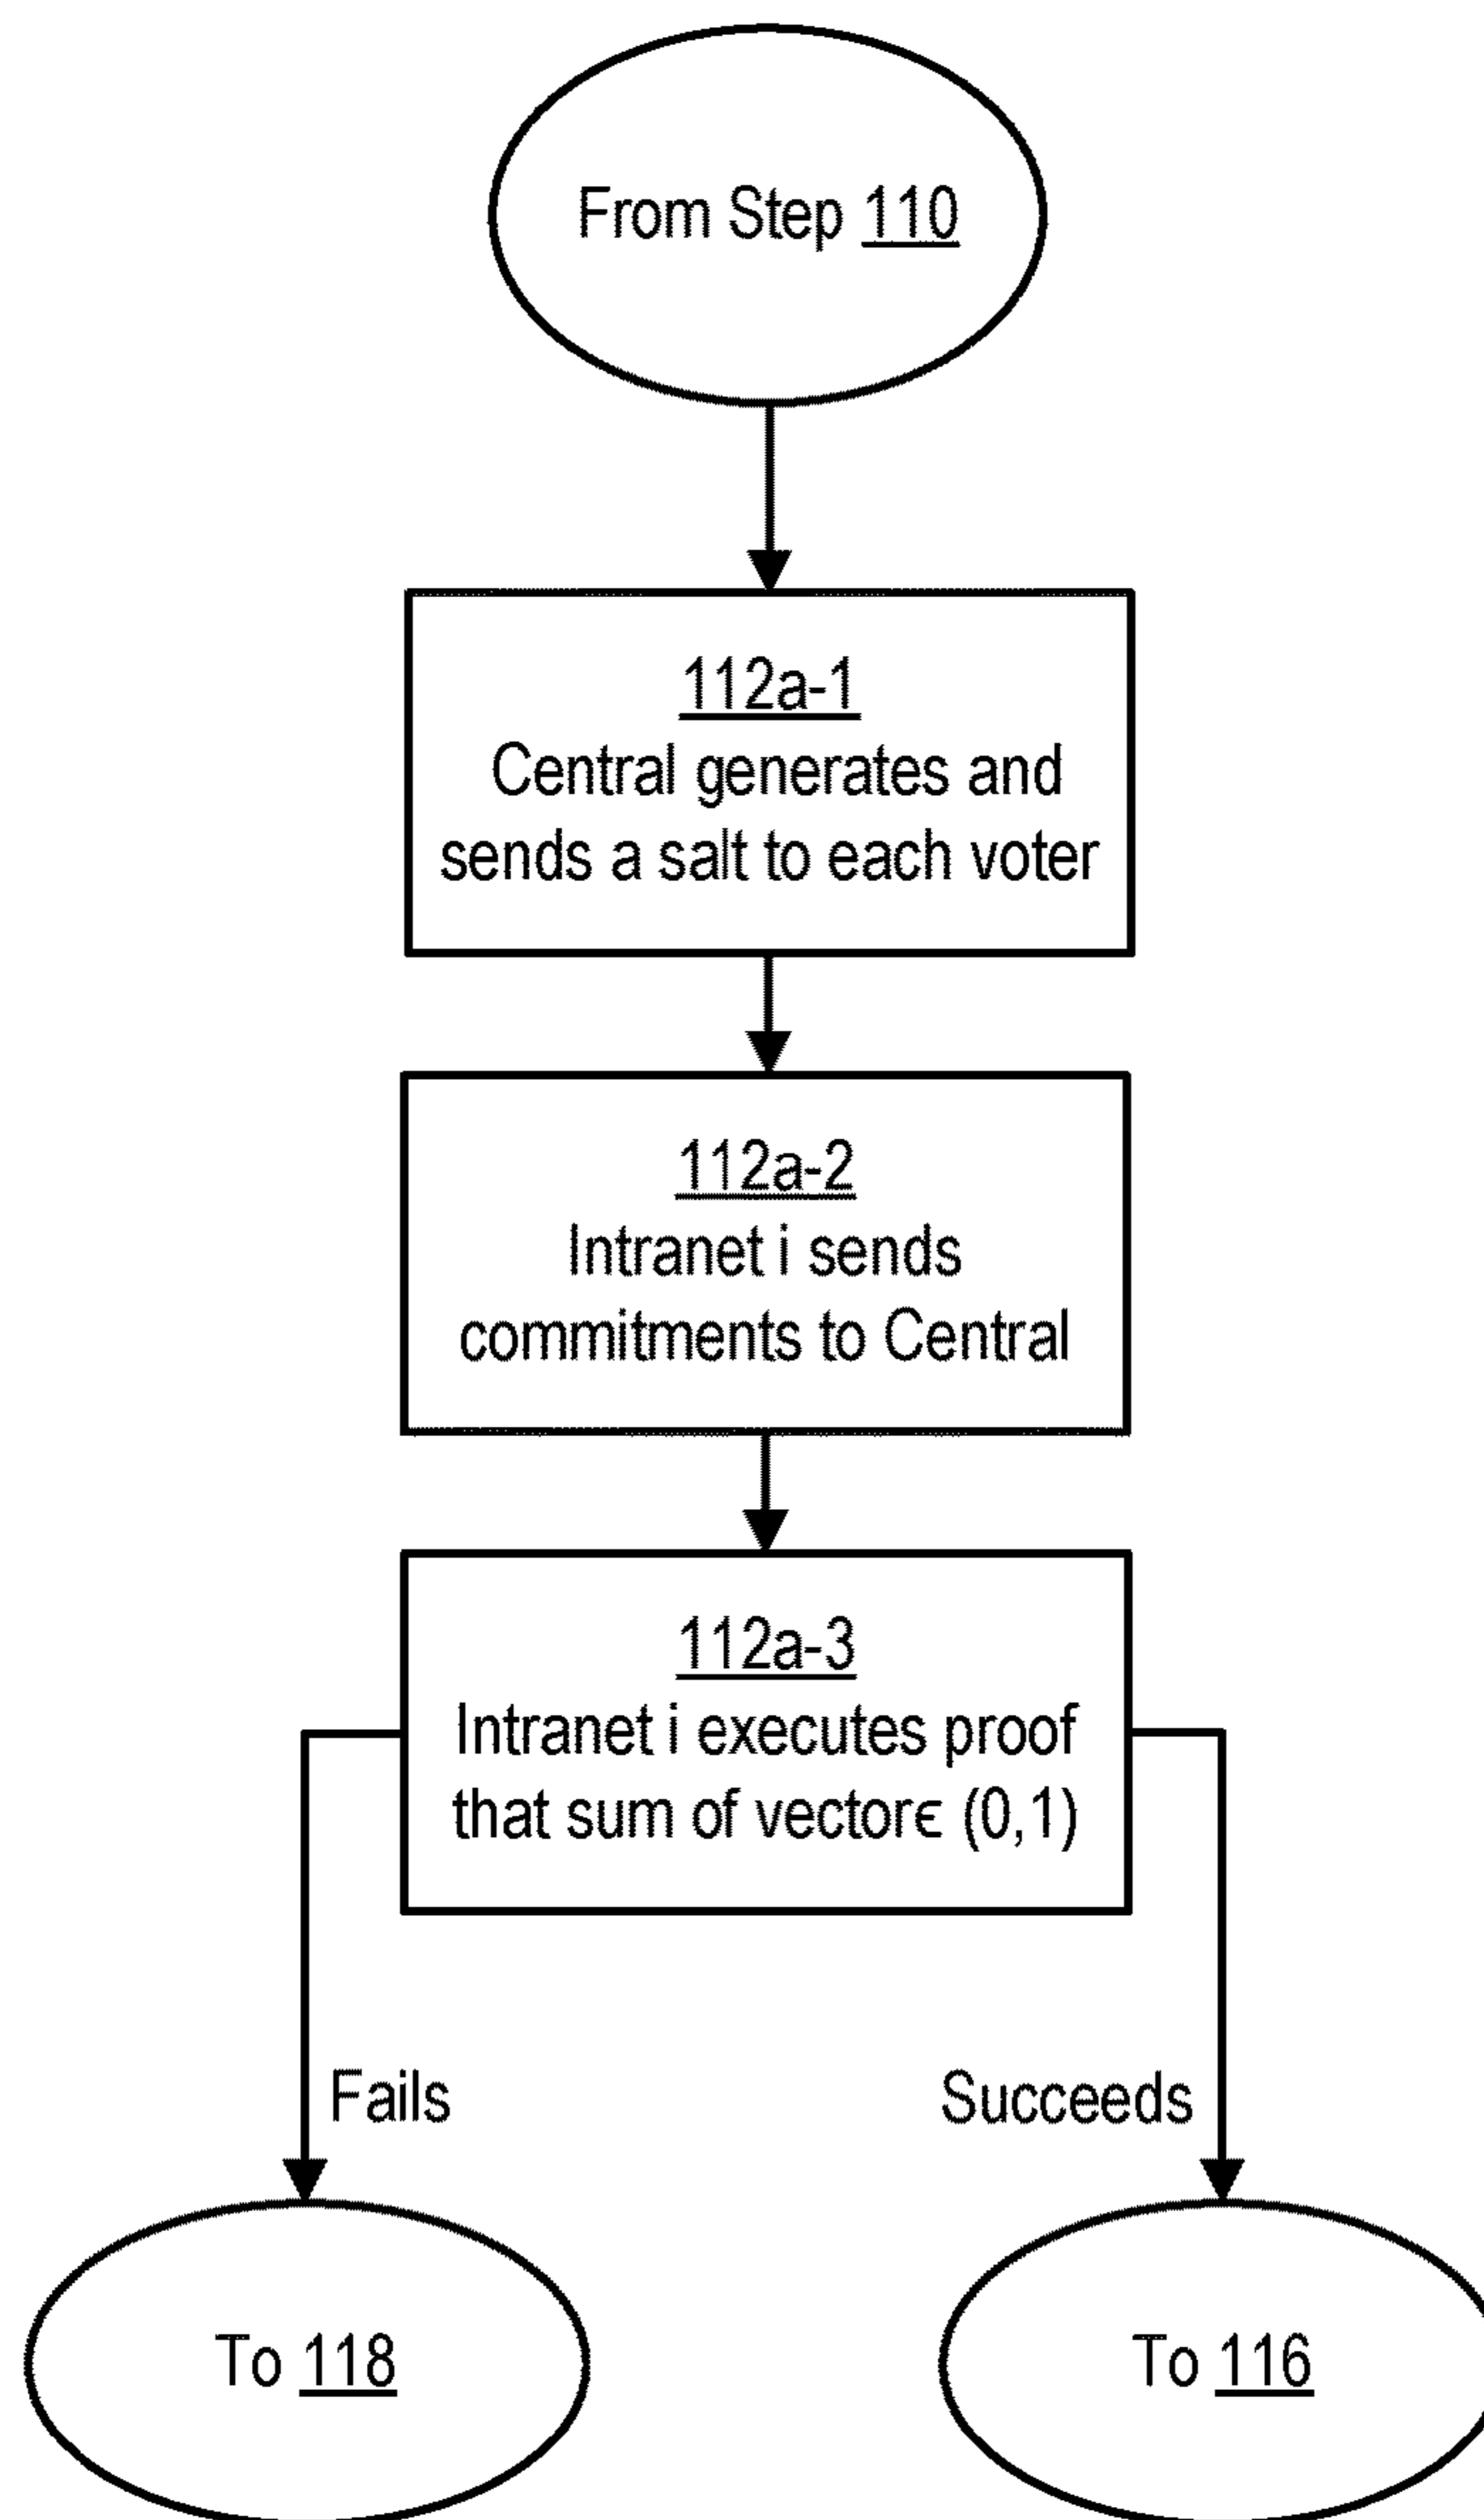 From Step 110
112a-1
Central generates and
sends a salt to each voter
112a-2
Intranet i sends
commitments to Central
112a-3
Intranet i executes proof
that sum of vectorϵ (0,1)
Fails
Succeeds
To 118
To 116